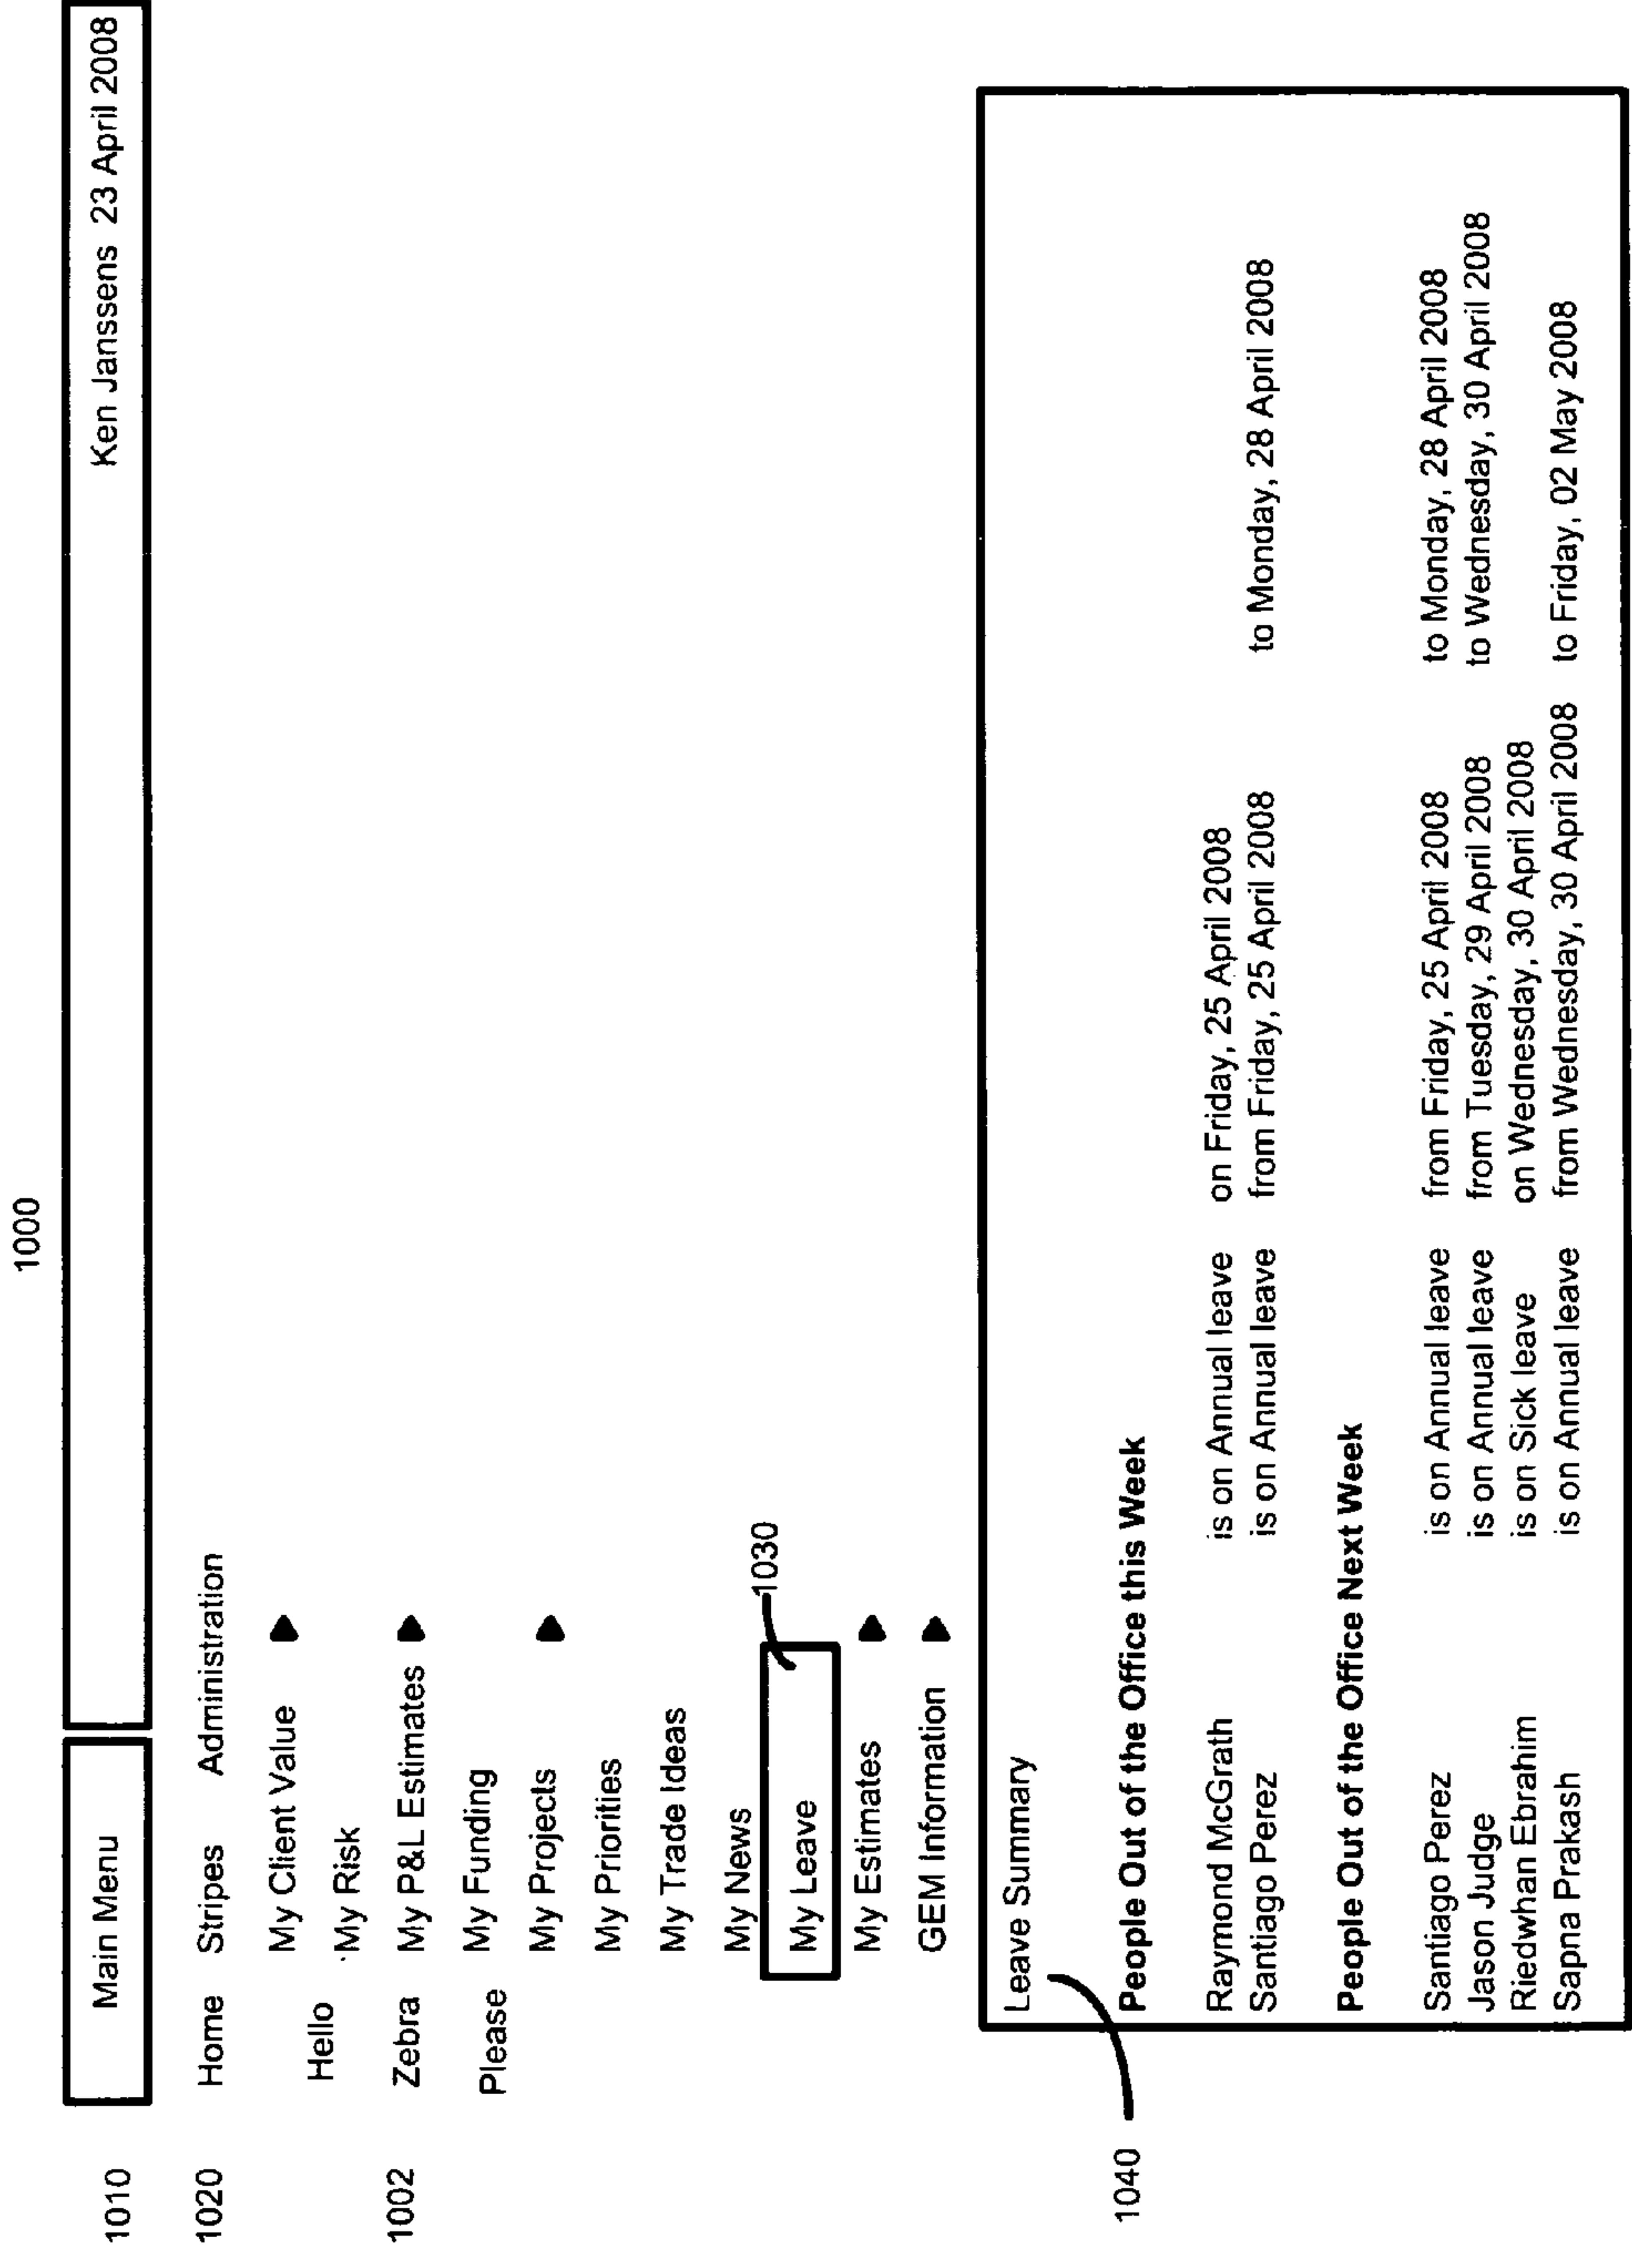 1000
1010 Main Menu Ken Janssens 23 April 2008
1020 Home Stripes Administration
My Client Value
Hello
My Risk
1002 Zebra My P&L Estimates
My Funding
Please
My Projects
My Priorities
My Trade Ideas
My News
1030
My Leave
My Estimates
GEM Information
Leave Summary
1040
People Out of the Office this Week
Raymond McGrath is on Annual leave on Friday, 25 April 2008
Santiago Perez is on Annual leave from Friday, 25 April 2008 to Monday, 28 April 2008
People Out of the Office Next Week
Santiago Perez is on Annual leave from Friday, 25 April 2008 to Monday, 28 April 2008
Jason Judge is on Annual leave from Tuesday, 29 April 2008 to Wednesday, 30 April 2008
Riedwhan Ebrahim is on Sick leave on Wednesday, 30 April 2008
Sapna Prakash is on Annual leave from Wednesday, 30 April 2008 to Friday, 02 May 2008